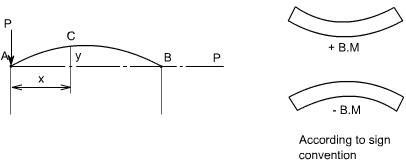 P
A
C
y
B
P
x
+ B.M
- B.M
According to sign
convention